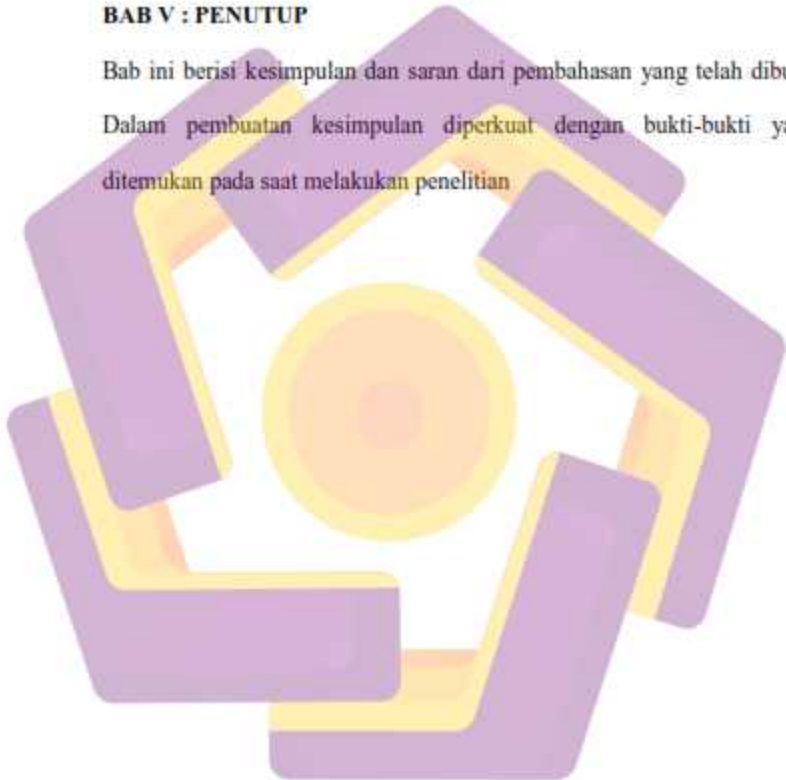 BAB V : PENUTUP
Bab ini berisi kesimpulan dan saran dari pembahasan yang telah
Dalam pembuatan kesimpulan diperkuat dengan bukti-bukti
ditemukan pada saat melakukan penelitian